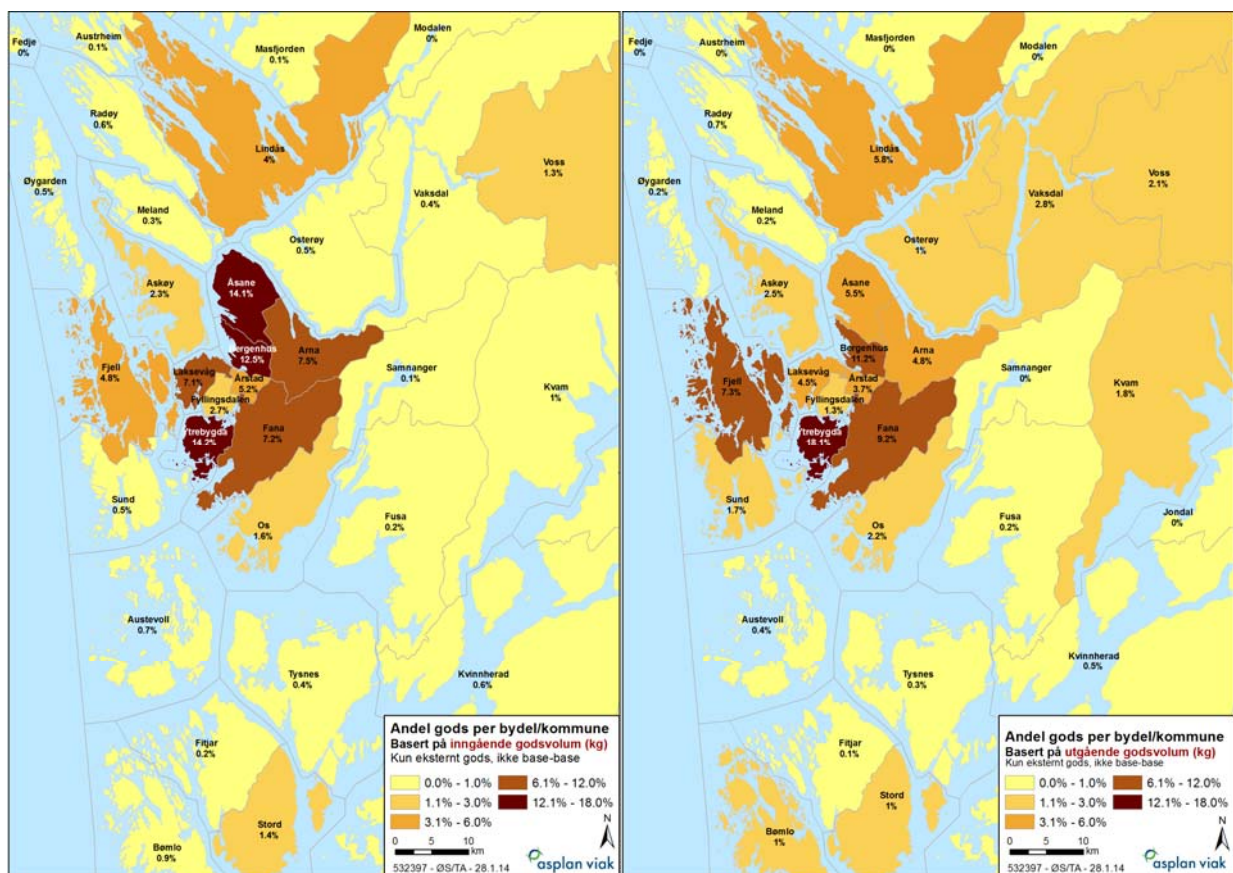 Fedje
0%
Austrheim
0.1%
Masfjorden
0.1%
Modalen
0%
Radøy
0.6%
Lindås
4%
Voss
1.3%
Øygarden
0.5%
Meland
0.3%
Vaksdal
0.4%
Osterøy
0.5%
Askøy
2.3%
Åsane
14.1%
Bergenhus
12.5%
Arna
7.5%
Fjell
4.8%
Laksevåg
7.1%
Årstad
5.2%
Samnanger
0.1%
Kvam
1%
Fyllingsdalen
2.7%
Ytrebygda
14.2%
Fana
7.2%
Sund
0.5%
Os
1.6%
Fusa
0.2%
Austevoll
0.7%
Tysnes
0.4%
Kvinnherad
0.6%
Fitjar
0.2%
Stord
1.4%
Bømlo
0.9%
Andel gods per bydel/kommune
Basert på inngående godsvolum (kg)
Kun eksternt gods, ikke base-base
0.0% - 1.0%
6.1% - 12.0%
1.1% - 3.0%
12.1% - 18.0%
3.1% - 6.0%
N
0 5 10
km
532397 - ØS/TA - 28.1.14
asplan viak
Fedje
0%
Austrheim
0%
Masfjorden
0%
Modalen
0%
Radøy
0.7%
Lindås
5.8%
Voss
2.1%
Øygarden
0.2%
Meland
0.2%
Vaksdal
2.8%
Osterøy
1%
Askøy
2.5%
Åsane
5.5%
Bergenhus
11.2%
Arna
4.8%
Fjell
7.3%
Laksevåg
4.5%
Årstad
3.7%
Samnanger
0%
Kvam
1.8%
Fyllingsdalen
1.3%
Ytrebygda
18.1%
Fana
9.2%
Sund
1.7%
Os
2.2%
Fusa
0.2%
Jondal
0%
Austevoll
0.4%
Tysnes
0.3%
Kvinnherad
0.5%
Fitjar
0.1%
Stord
1%
Bømlo
1%
Andel gods per bydel/kommune
Basert på utgående godsvolum (kg)
Kun eksternt gods, ikke base-base
0.0% - 1.0%
6.1% - 12.0%
1.1% - 3.0%
12.1% - 18.0%
3.1% - 6.0%
N
0 5 10
km
532397 - ØS/TA - 28.1.14
asplan viak